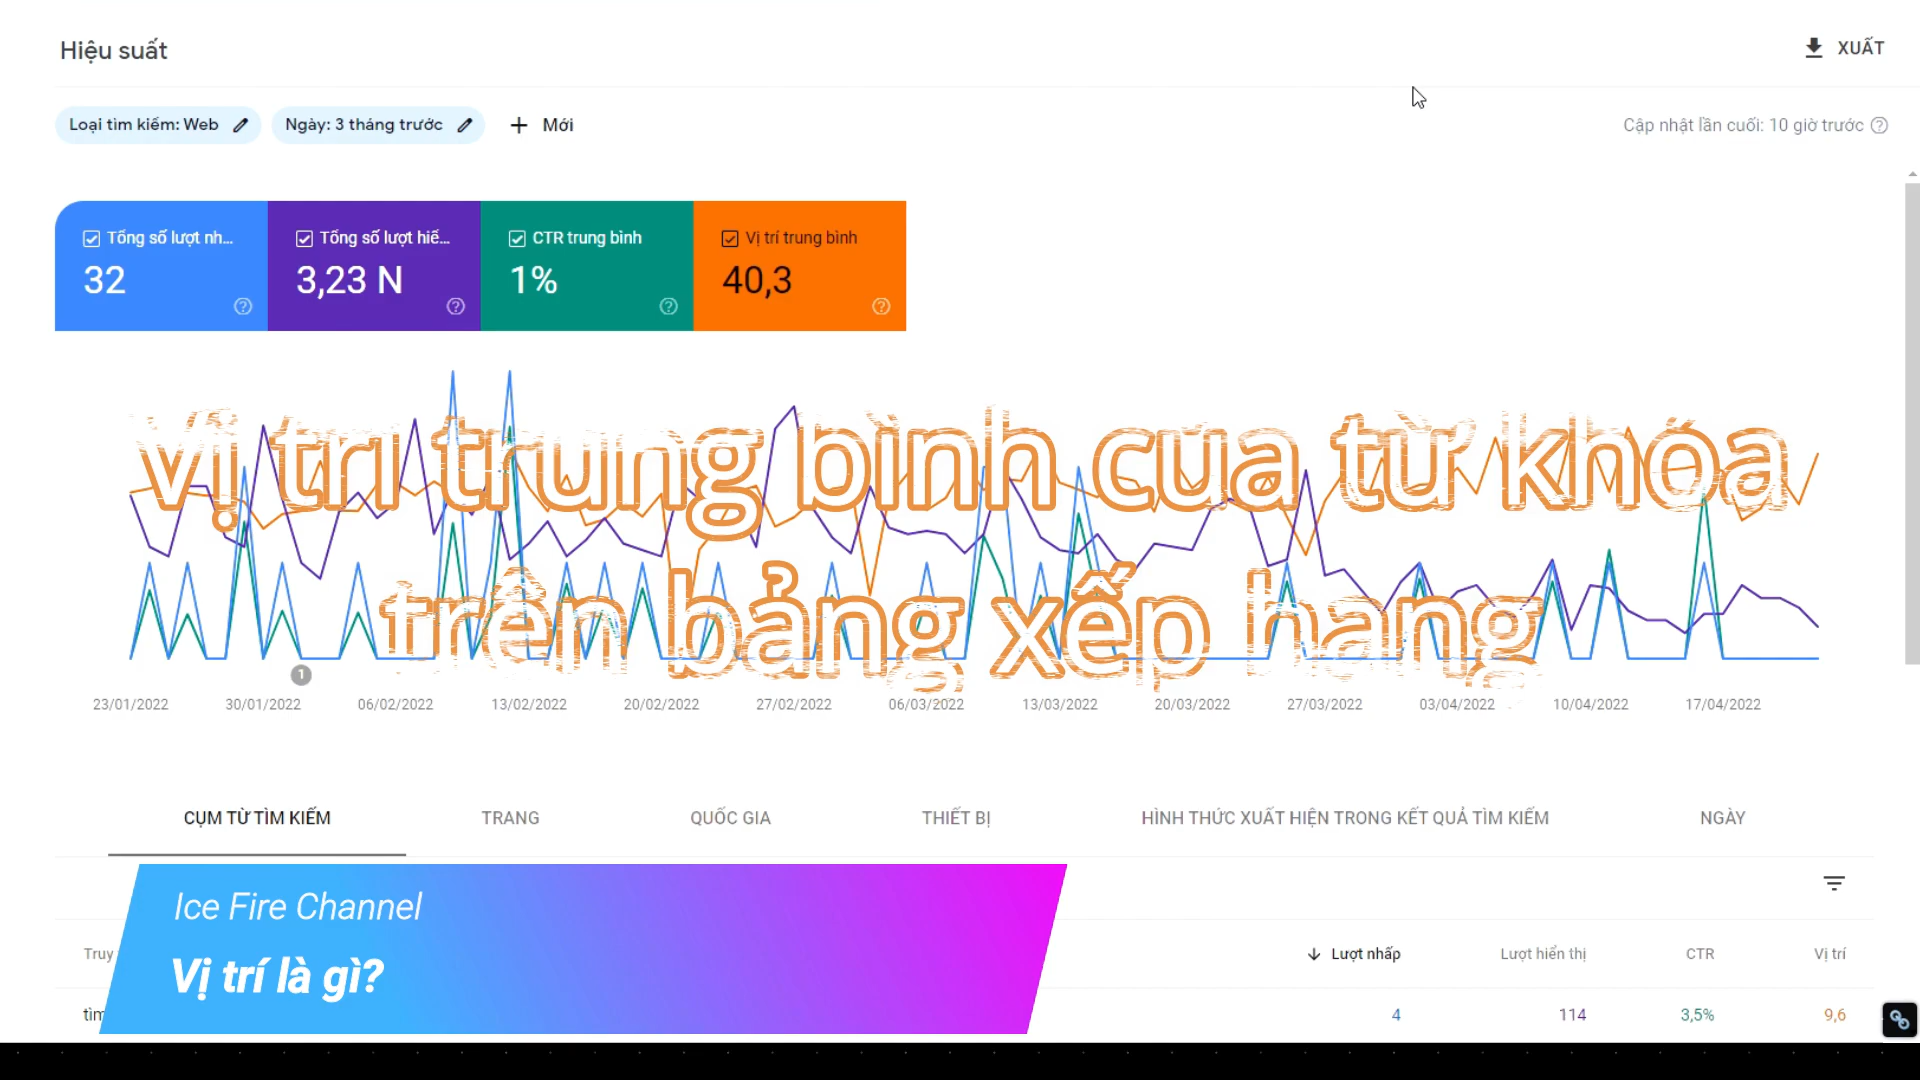 Hiệu suất
XUẤT
Loại tìm kiếm: Web
Ngày: 3 tháng trước
Mới
Cập nhật lần cuối: 10 giờ trước
Tổng số lượt nh...
Tổng số lượt hiể...
CTR trung bình
Vị trí trung bình
32
3,23 N
1%
40,3
Vị trí trung bình của từ khóa
trên bảng xếp hạng
1
23/01/2022
30/01/2022
06/02/2022
13/02/2022
20/02/2022
27/02/2022
06/03/2022
13/03/2022
20/03/2022
27/03/2022
03/04/2022
10/04/2022
17/04/2022
CỤM TỪ TÌM KIẾM
TRANG
QUỐC GIA
THIẾT BỊ
HÌNH THỨC XUẤT HIỆN TRONG KẾT QUẢ TÌM KIẾM
NGÀY
Ice Fire Channel
Vị trí là gì?
Truy
Lượt nhấp
Lượt hiển thị
CTR
Vị trí
4
114
3,5%
9,6